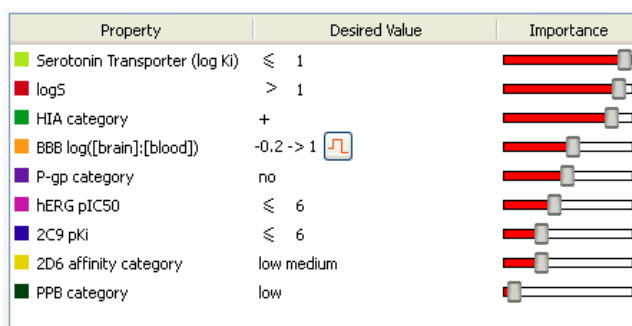 Property Desired Value Importance
Serotonin Transporter (log Ki) ≤ 1
logS > 1
HIA category +
BBB log([brain]:[blood]) -0.2 -> 1
P-gp category no
hERG pIC50 ≤ 6
2C9 pKi ≤ 6
2D6 affinity category low medium
PPB category low